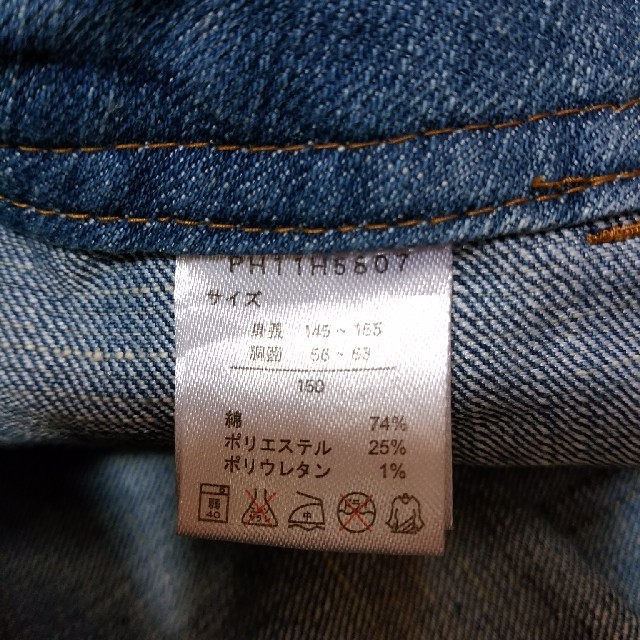 PH11H5507
サイズ
身長 145 ~ 155
胴囲 56 ~ 63
150
綿 74%
ポリエステル 25%
ポリウレタン 1%